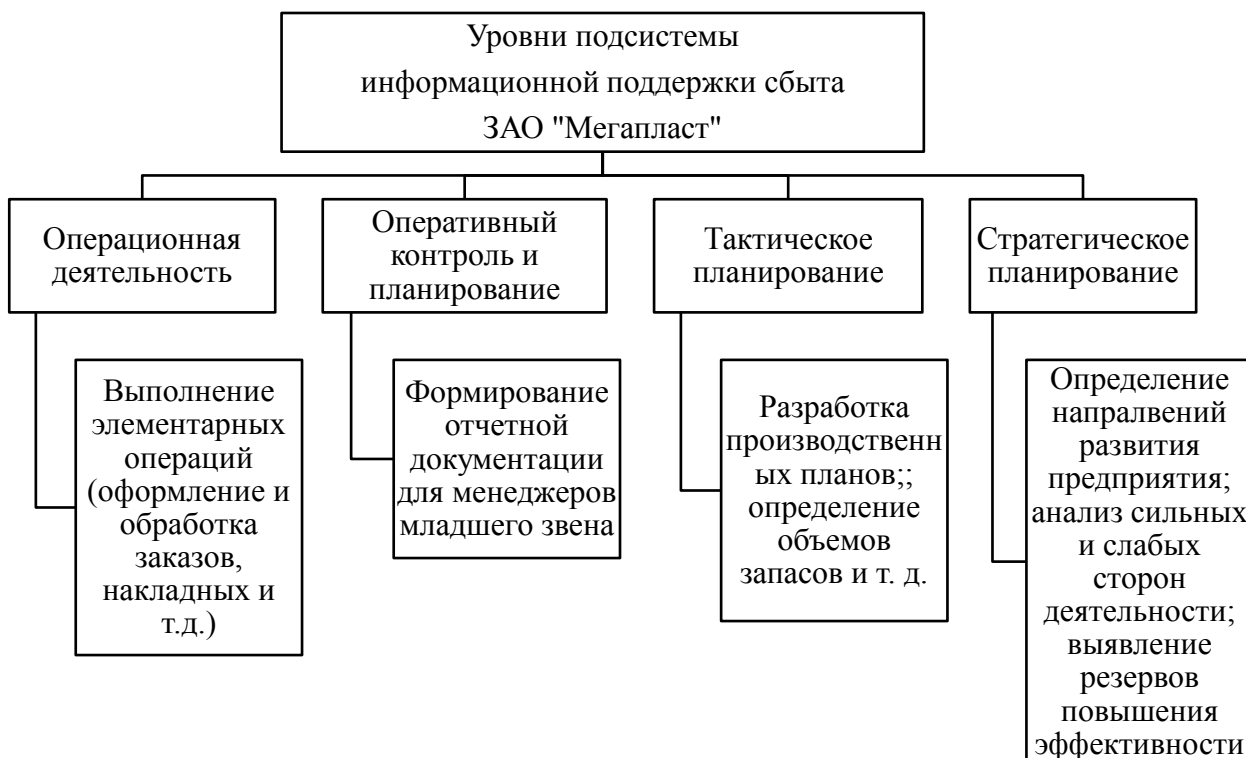 Уровни подсистемы
информационной поддержки сбыта
ЗАО "Мегапласт"
Операционная
деятельность
Оперативный
контроль и
планирование
Тактическое
планирование
Стратегическое
планирование
Выполнение
элементарных
операций
(оформление и
обработка
заказов,
накладных и
т.д.)
Формирование
отчетной
документации
для менеджеров
младшего звена
Разработка
производственн
ых планов;;
определение
объемов
запасов и т. д.
Определение
напралвений
развития
предприятия;
анализ сильных
и слабых
сторон
деятельности;
выявление
резервов
повышения
эффективности